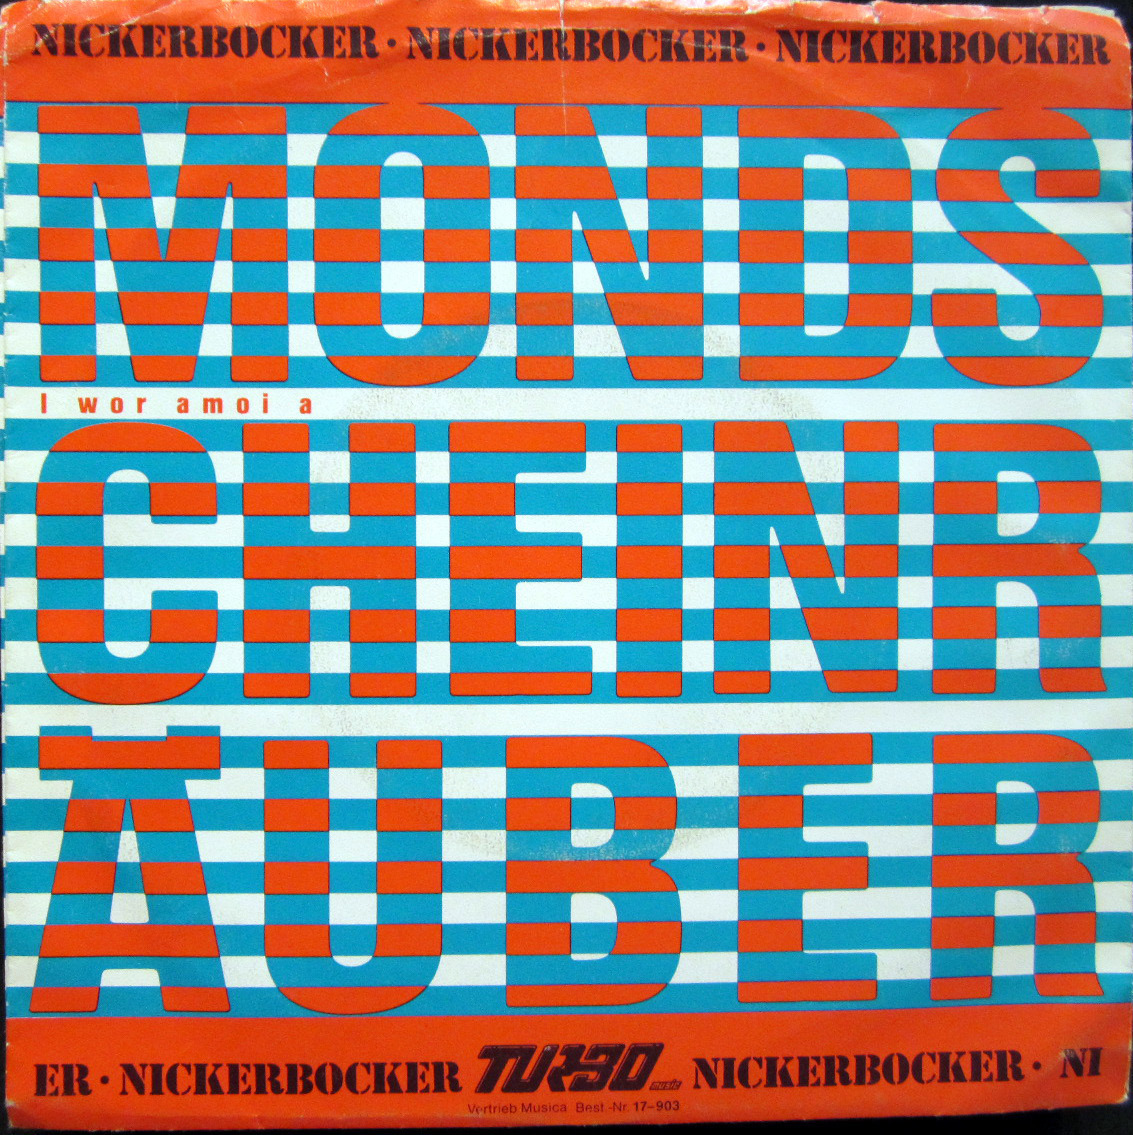 NICKERBOCKER · NICKERBOCKER · NICKERBOCKER
MONDS
I wor amoi a
CHEINR
ÄUBER
ER · NICKERBOCKER TURBO music NICKERBOCKER · NI
Vertrieb Musica Best.-Nr. 17-903